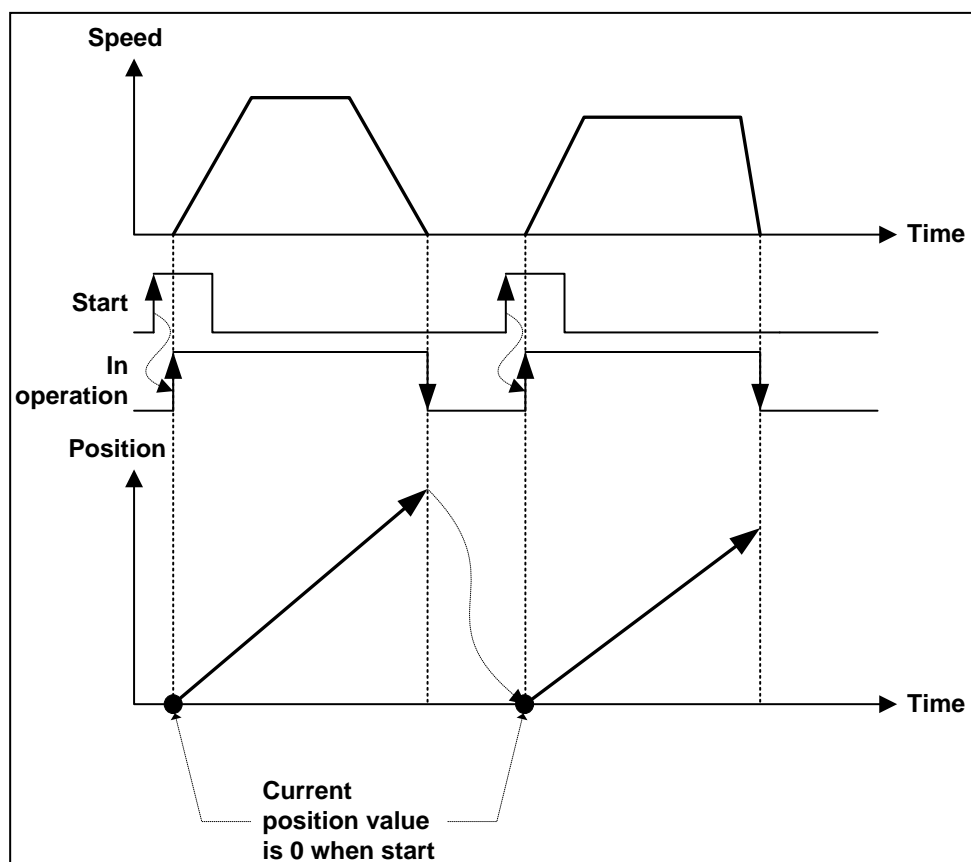 Speed
Time
Start
In
operation
Position
Time
Current
position value
is 0 when start